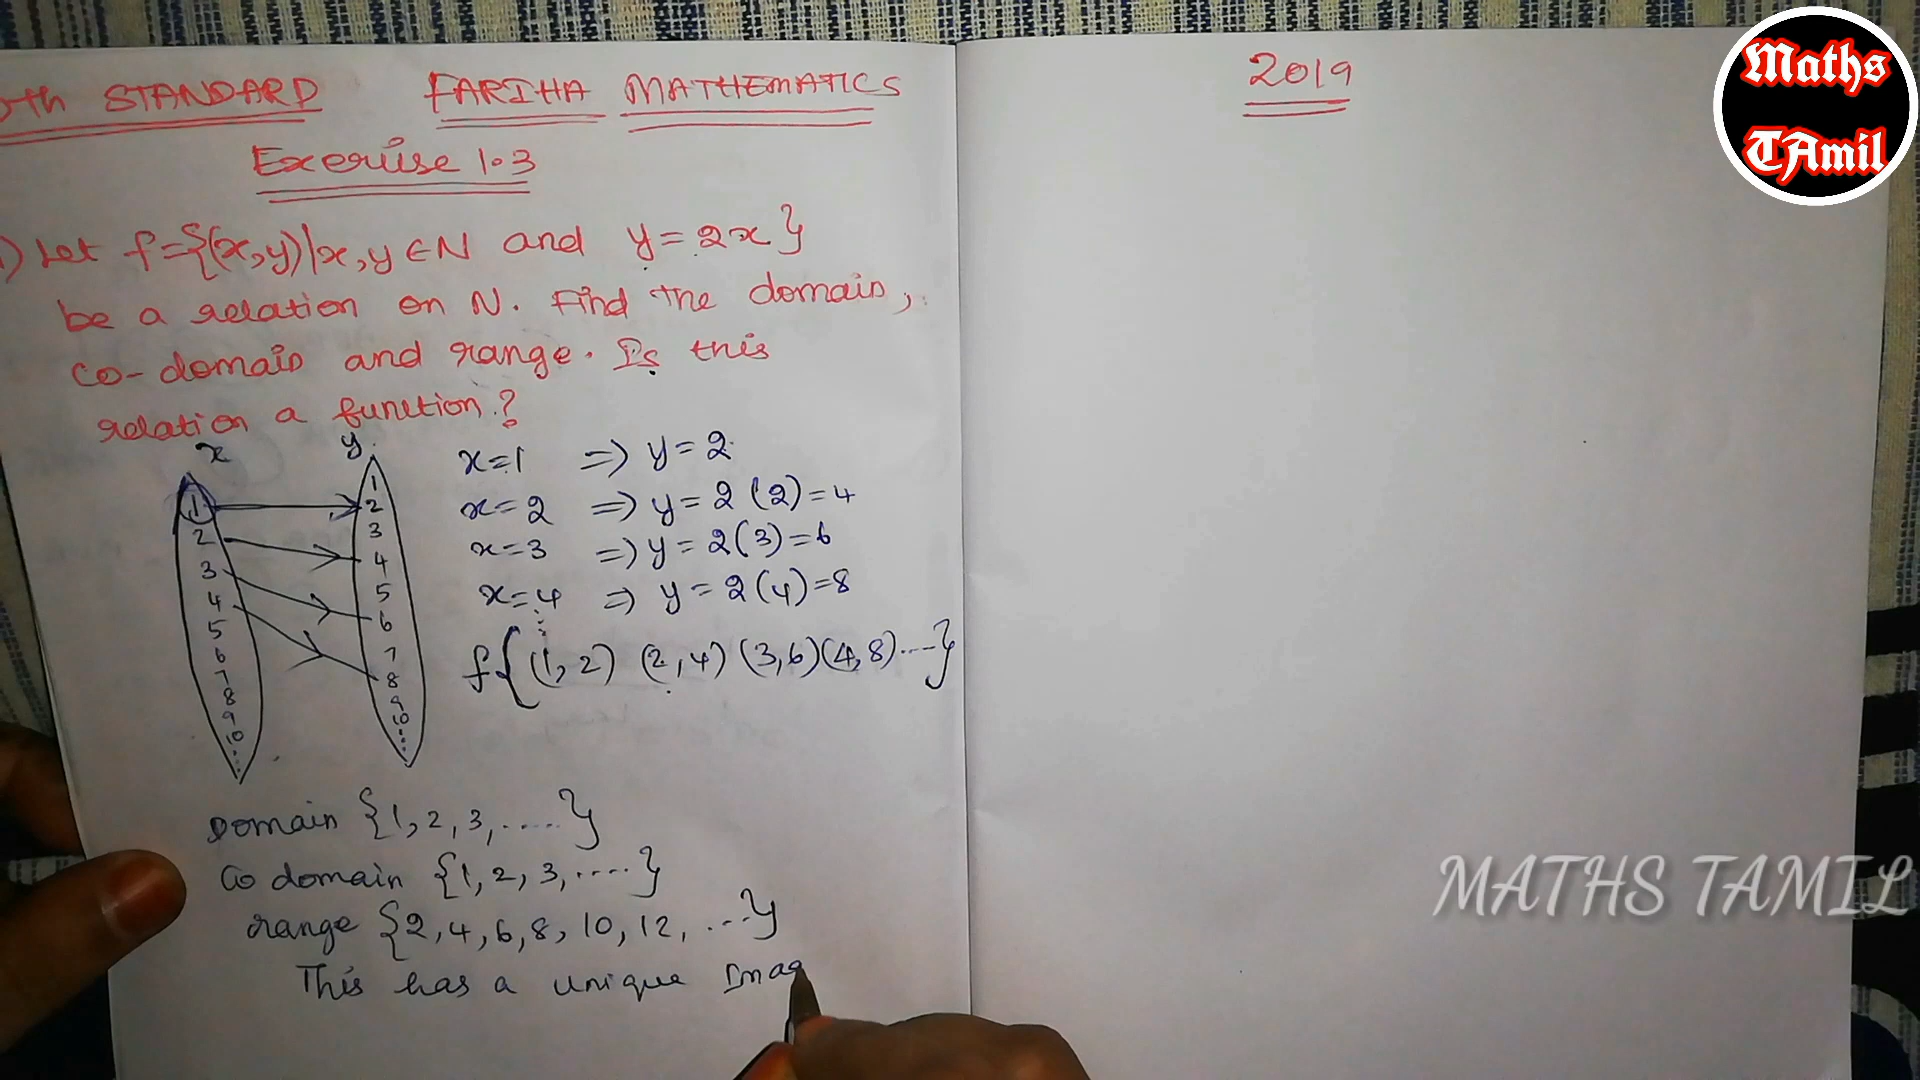 th STANDARD FARIHA MATHEMATICS
2019
Maths
TAmil
Exercise 1.3
) Let f={(x,y)|x,y ∈ N and y = 2x}
be a relation on N. Find the domain,
co-domain and range. Is this
relation a function.?
x y
x=1 ⇒ y = 2
x=2 ⇒ y = 2 (2) = 4
x=3 ⇒ y = 2(3) = 6
x=4 ⇒ y = 2(4) = 8
f{(1,2) (2,4) (3,6)(4,8)....}
1
2
3
4
5
6
7
8
9
10
1
2
3
4
5
6
7
8
9
10
Domain {1,2,3,.....}
Co domain {1,2,3,.....}
range {2,4,6,8,10,12,....}
This has a unique Imag
MATHS TAMIL